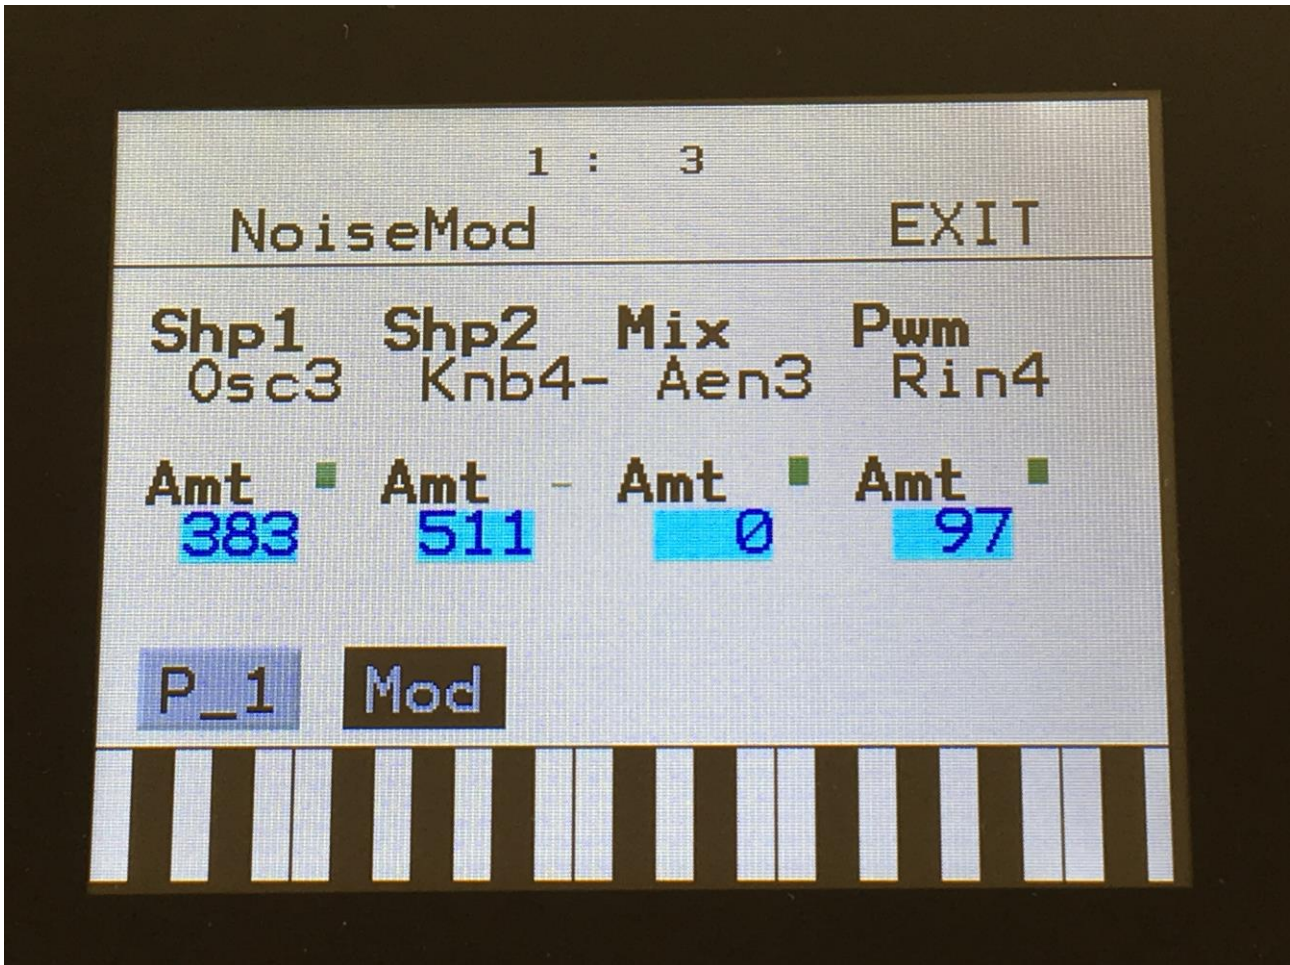 1 : 3
NoiseMod EXIT
Shp1 Shp2 Mix Pwm
Osc3 Knb4- Aen3 Rin4
Amt Amt Amt Amt
383 511 0 97
P_1 Mod